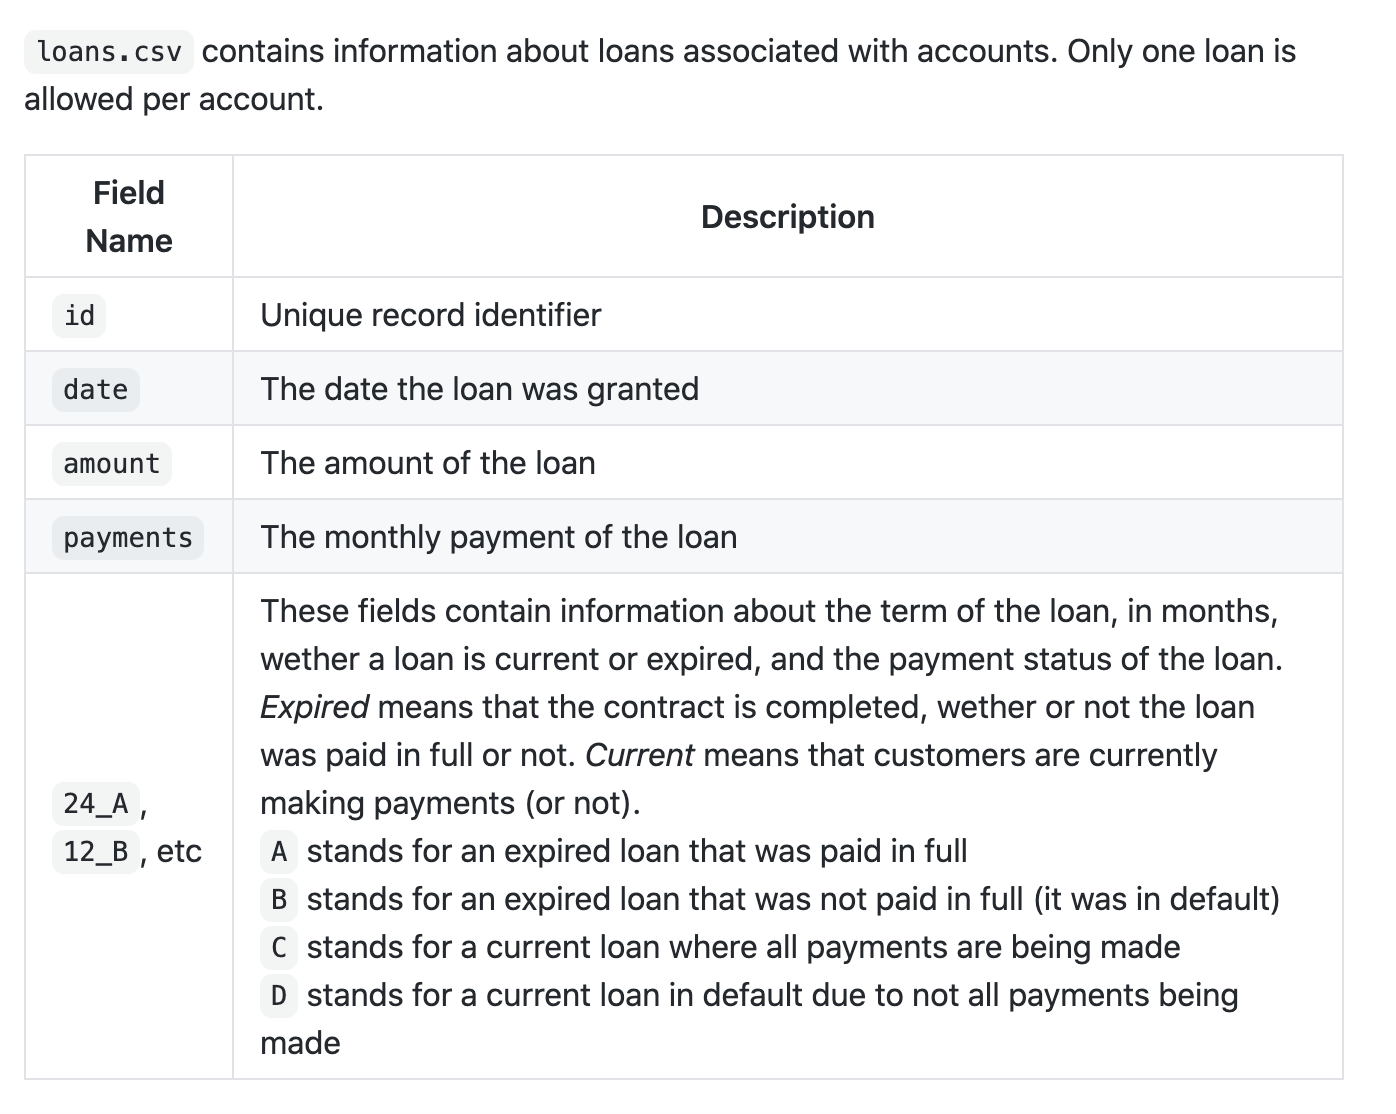 loans.csv contains information about loans associated with accounts. Only one loan is
allowed per account.
Field
Name
Description
id
Unique record identifier
date
The date the loan was granted
amount
The amount of the loan
payments
The monthly payment of the loan
24_A,
12_B, etc
These fields contain information about the term of the loan, in months,
wether a loan is current or expired, and the payment status of the loan.
Expired means that the contract is completed, wether or not the loan
was paid in full or not. Current means that customers are currently
making payments (or not).
A stands for an expired loan that was paid in full
B stands for an expired loan that was not paid in full (it was in default)
C stands for a current loan where all payments are being made
D stands for a current loan in default due to not all payments being
made